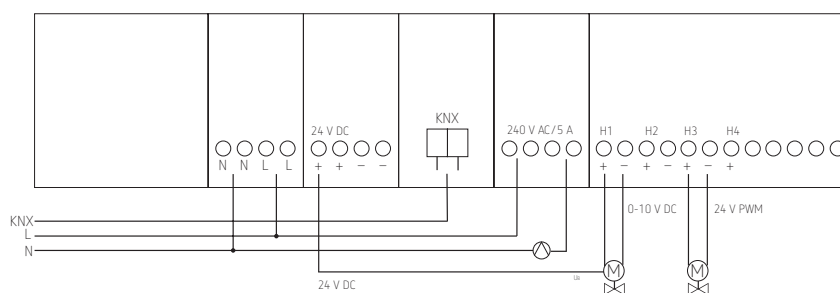 KNX
24 V DC
240 V AC/5 A
H1 H2 H3 H4
N N L L
+ + − −
+ − + − + − +
KNX
0-10 V DC
24 V PWM
L
N
M M
24 V DC